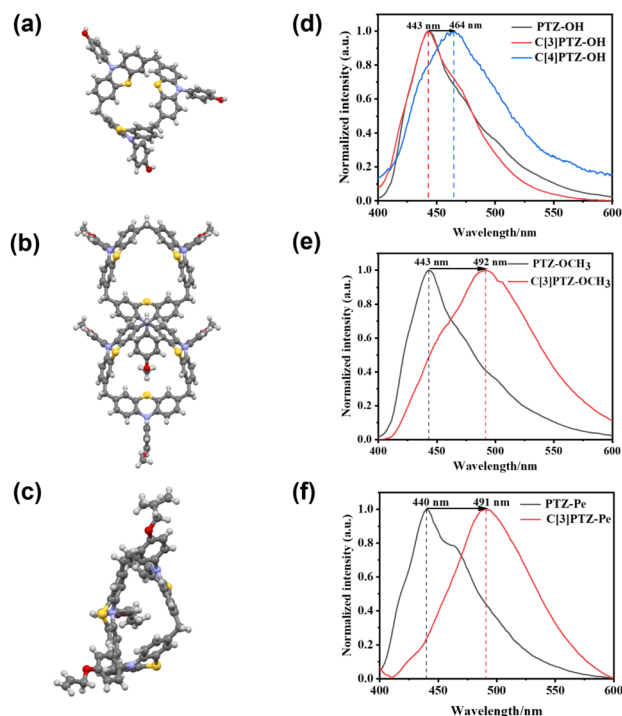 (a)
(b)
(c)
(d)
443 nm
464 nm
PTZ-OH
C[3]PTZ-OH
C[4]PTZ-OH
Normalized intensity (a.u.)
1.0
0.8
0.6
0.4
0.2
0.0
400 450 500 550 600
Wavelength/nm
(e)
443 nm
492 nm
PTZ-OCH3
C[3]PTZ-OCH3
Normalized intensity (a.u.)
1.0
0.8
0.6
0.4
0.2
0.0
400 450 500 550 600
Wavelength/nm
(f)
440 nm
491 nm
PTZ-Pe
C[3]PTZ-Pe
Normalized intensity (a.u.)
1.0
0.8
0.6
0.4
0.2
0.0
400 450 500 550 600
Wavelength/nm